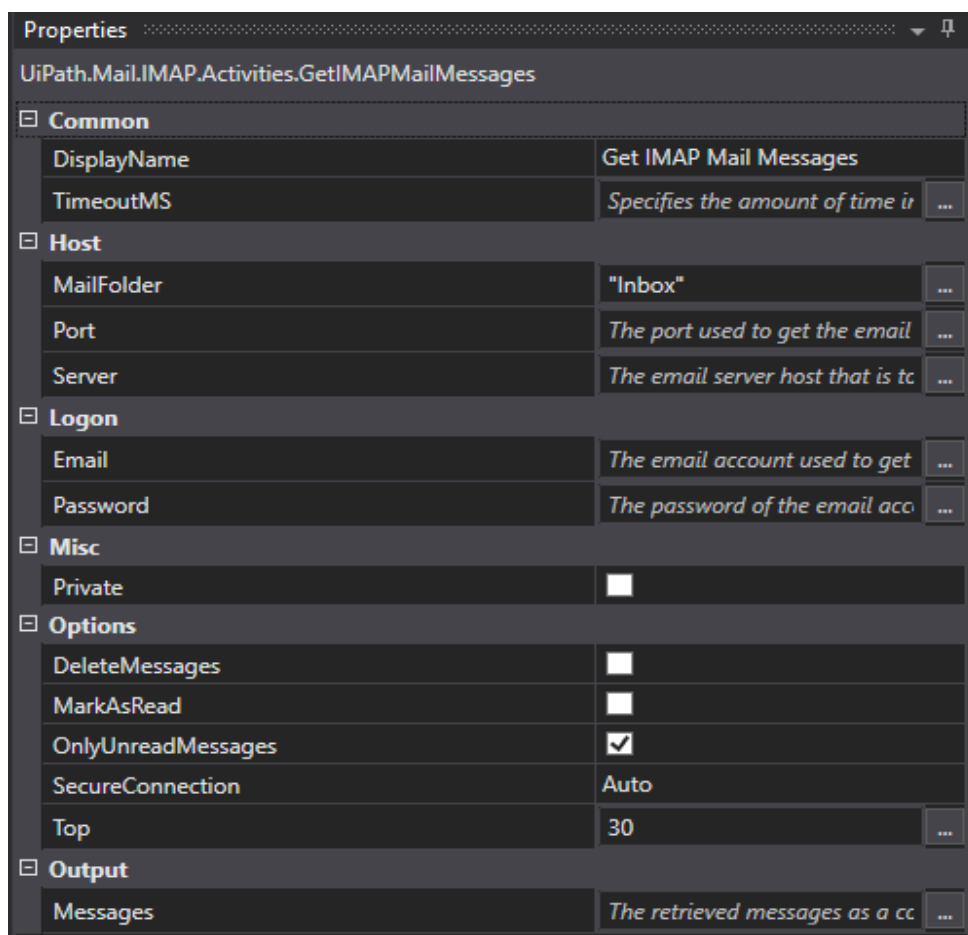 Properties
UiPath.Mail.IMAP.Activities.GetIMAPMailMessages
Common
DisplayName Get IMAP Mail Messages
TimeoutMS Specifies the amount of time in ...
Host
MailFolder "Inbox" ...
Port The port used to get the email ...
Server The email server host that is to ...
Logon
Email The email account used to get ...
Password The password of the email acc ...
Misc
Private
Options
DeleteMessages
MarkAsRead
OnlyUnreadMessages
SecureConnection Auto
Top 30 ...
Output
Messages The retrieved messages as a cc ...